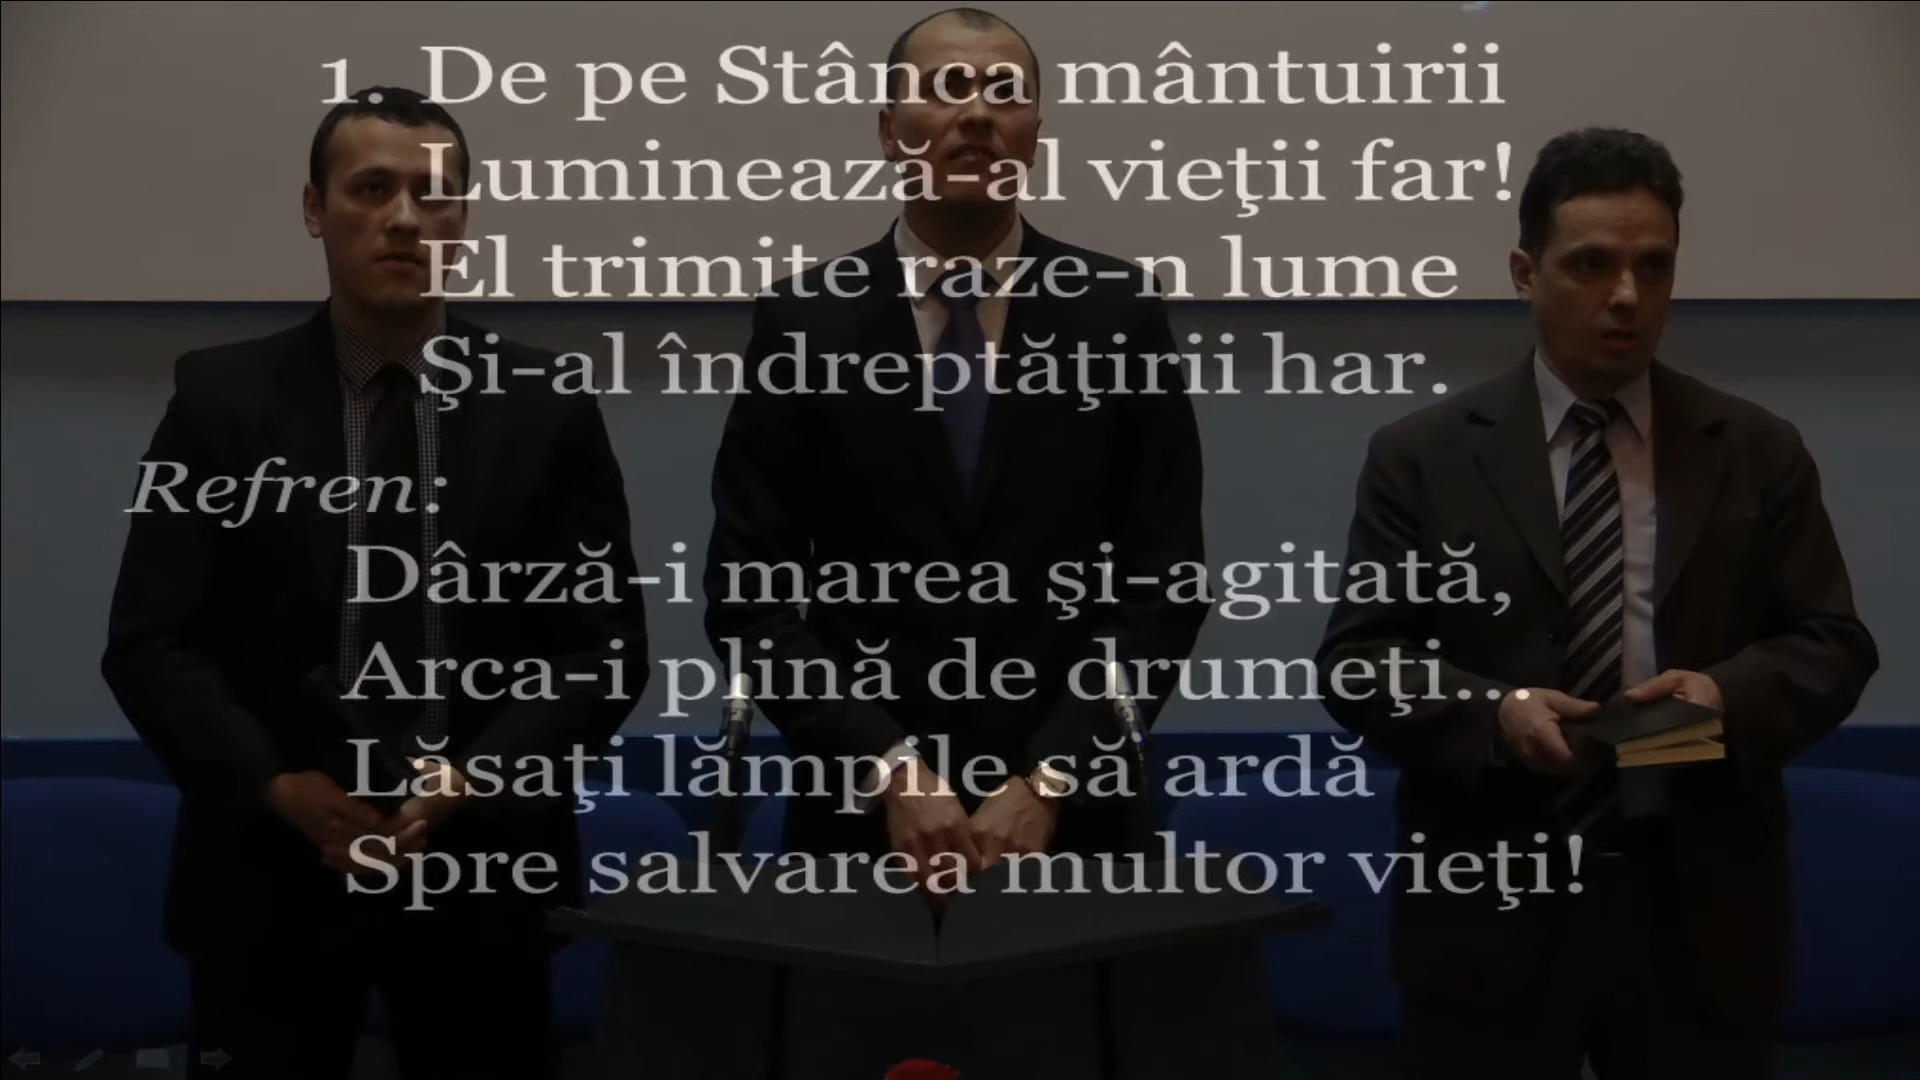 1. De pe Stânca mântuirii
Luminează-al vieţii far!
El trimite raze-n lume
Şi-al îndreptăţirii har.
Refren:
Dârză-i marea şi-agitată,
Arca-i plină de drumeţi...
Lăsaţi lămpile să ardă
Spre salvarea multor vieţi!